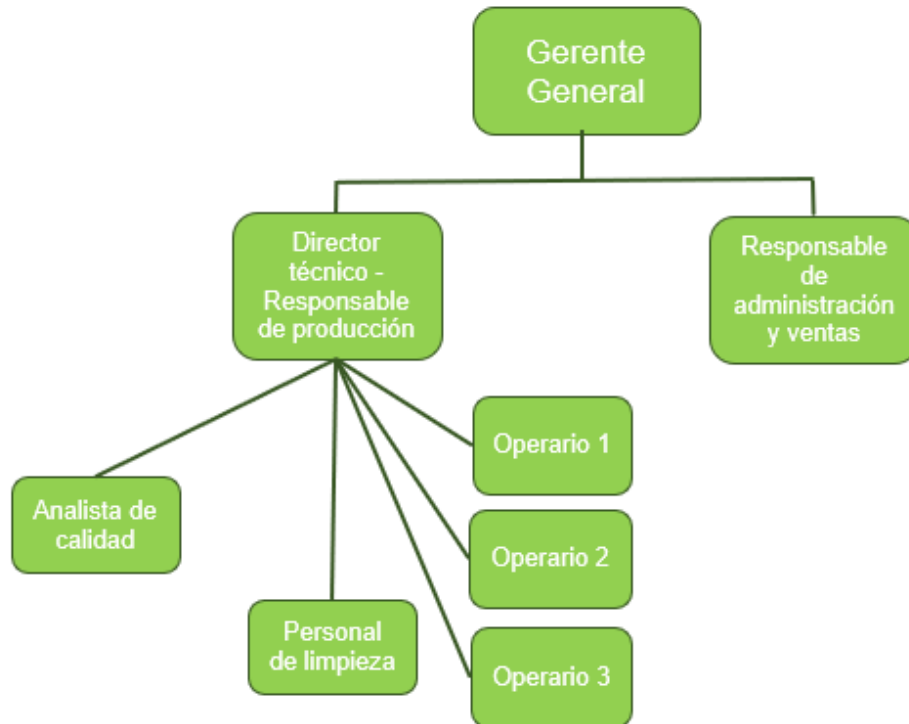 Gerente
General
Director
técnico -
Responsable
de producción
Responsable
de
administración
y ventas
Operario 1
Analista de
calidad
Operario 2
Personal
de limpieza
Operario 3